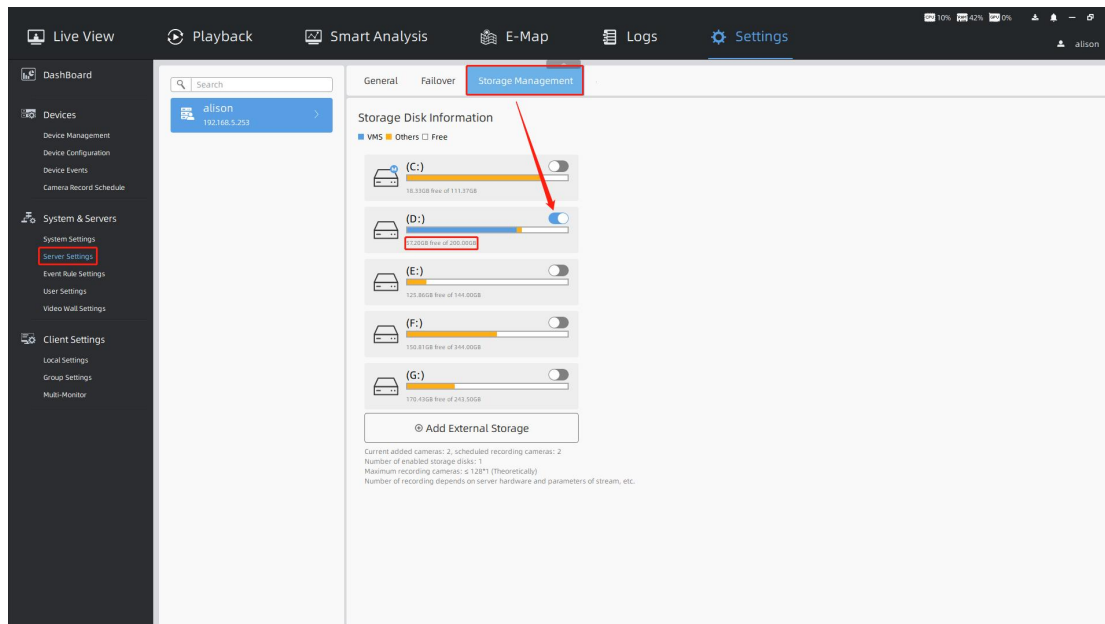 CPU 10% RAM 42% GPU 0%
Live View
Playback
Smart Analysis
E-Map
Logs
Settings
alison
DashBoard
Devices
Device Management
Device Configuration
Device Events
Camera Record Schedule
System & Servers
System Settings
Server Settings
Event Rule Settings
User Settings
Video Wall Settings
Client Settings
Local Settings
Group Settings
Multi-Monitor
Search
alison
192.168.5.253
General Failover Storage Management
Storage Disk Information
VMS Others Free
(C:)
18.33GB free of 111.37GB
(D:)
57.20GB free of 200.00GB
(E:)
125.86GB free of 144.00GB
(F:)
150.81GB free of 344.00GB
(G:)
170.43GB free of 243.50GB
Add External Storage
Current added cameras: 2, scheduled recording cameras: 2
Number of enabled storage disks: 1
Maximum recording cameras: ≤ 128*1 (Theoretically)
Number of recording depends on server hardware and parameters of stream, etc.